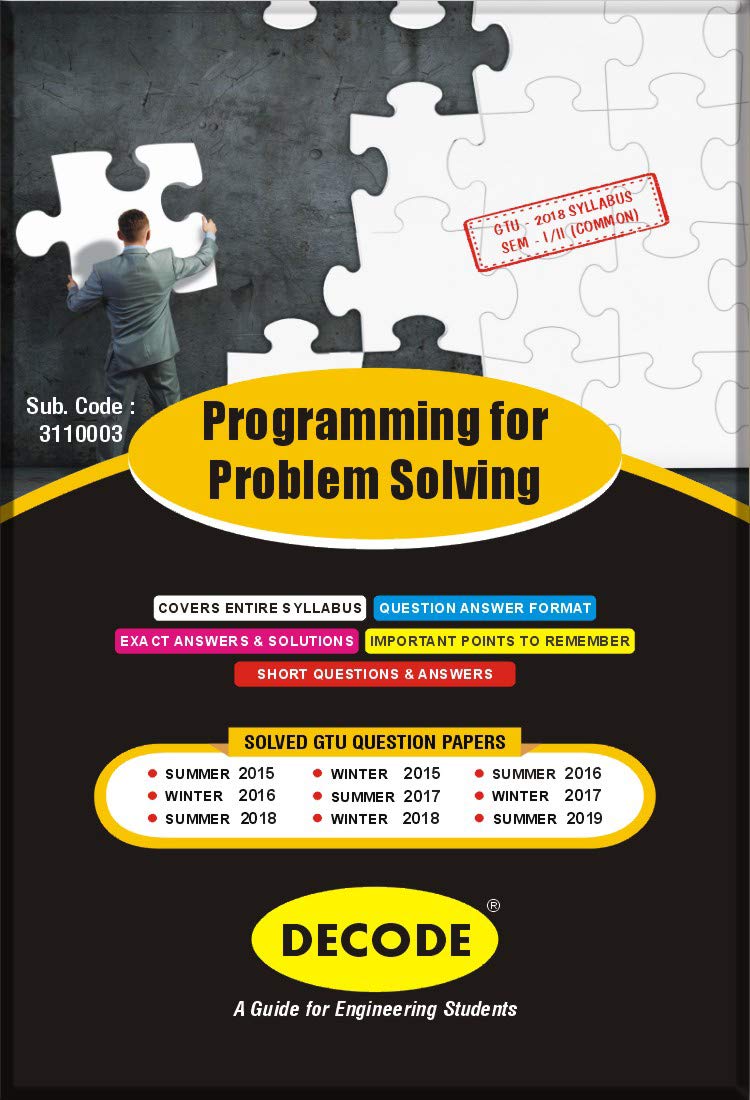 GTU - 2018 SYLLABUS
SEM - I/II (COMMON)
Sub. Code :
3110003
Programming for
Problem Solving
COVERS ENTIRE SYLLABUS
QUESTION ANSWER FORMAT
EXACT ANSWERS & SOLUTIONS
IMPORTANT POINTS TO REMEMBER
SHORT QUESTIONS & ANSWERS
SOLVED GTU QUESTION PAPERS
• SUMMER 2015 • WINTER 2015 • SUMMER 2016
• WINTER 2016 • SUMMER 2017 • WINTER 2017
• SUMMER 2018 • WINTER 2018 • SUMMER 2019
DECODE ®
A Guide for Engineering Students